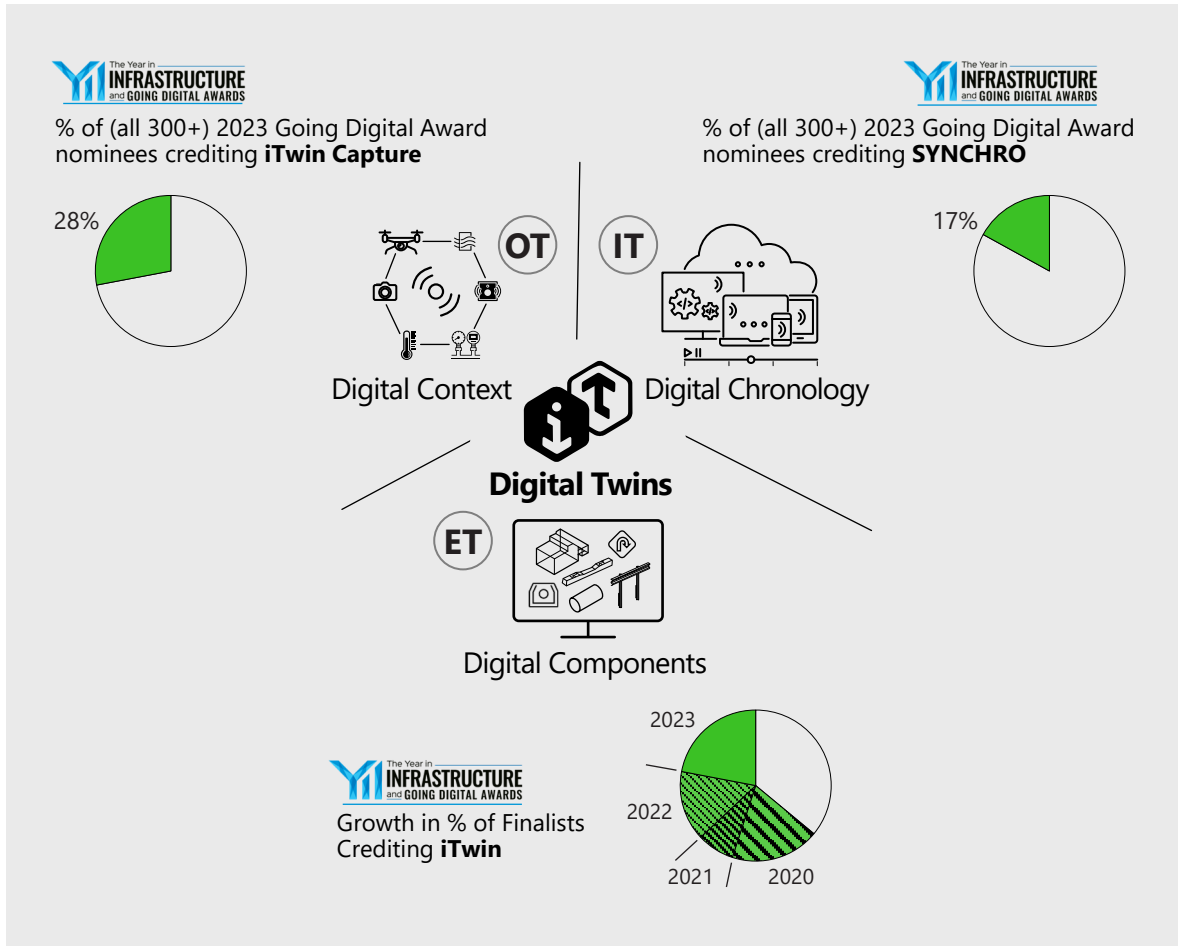 The Year in
INFRASTRUCTURE
and GOING DIGITAL AWARDS
% of (all 300+) 2023 Going Digital Award
nominees crediting iTwin Capture
28%
The Year in
INFRASTRUCTURE
and GOING DIGITAL AWARDS
% of (all 300+) 2023 Going Digital Award
nominees crediting SYNCHRO
17%
OT
IT
</>
</>
Digital Context
Digital Chronology
Digital Twins
ET
Digital Components
The Year in
INFRASTRUCTURE
and GOING DIGITAL AWARDS
Growth in % of Finalists
Crediting iTwin
2023
2022
2021
2020